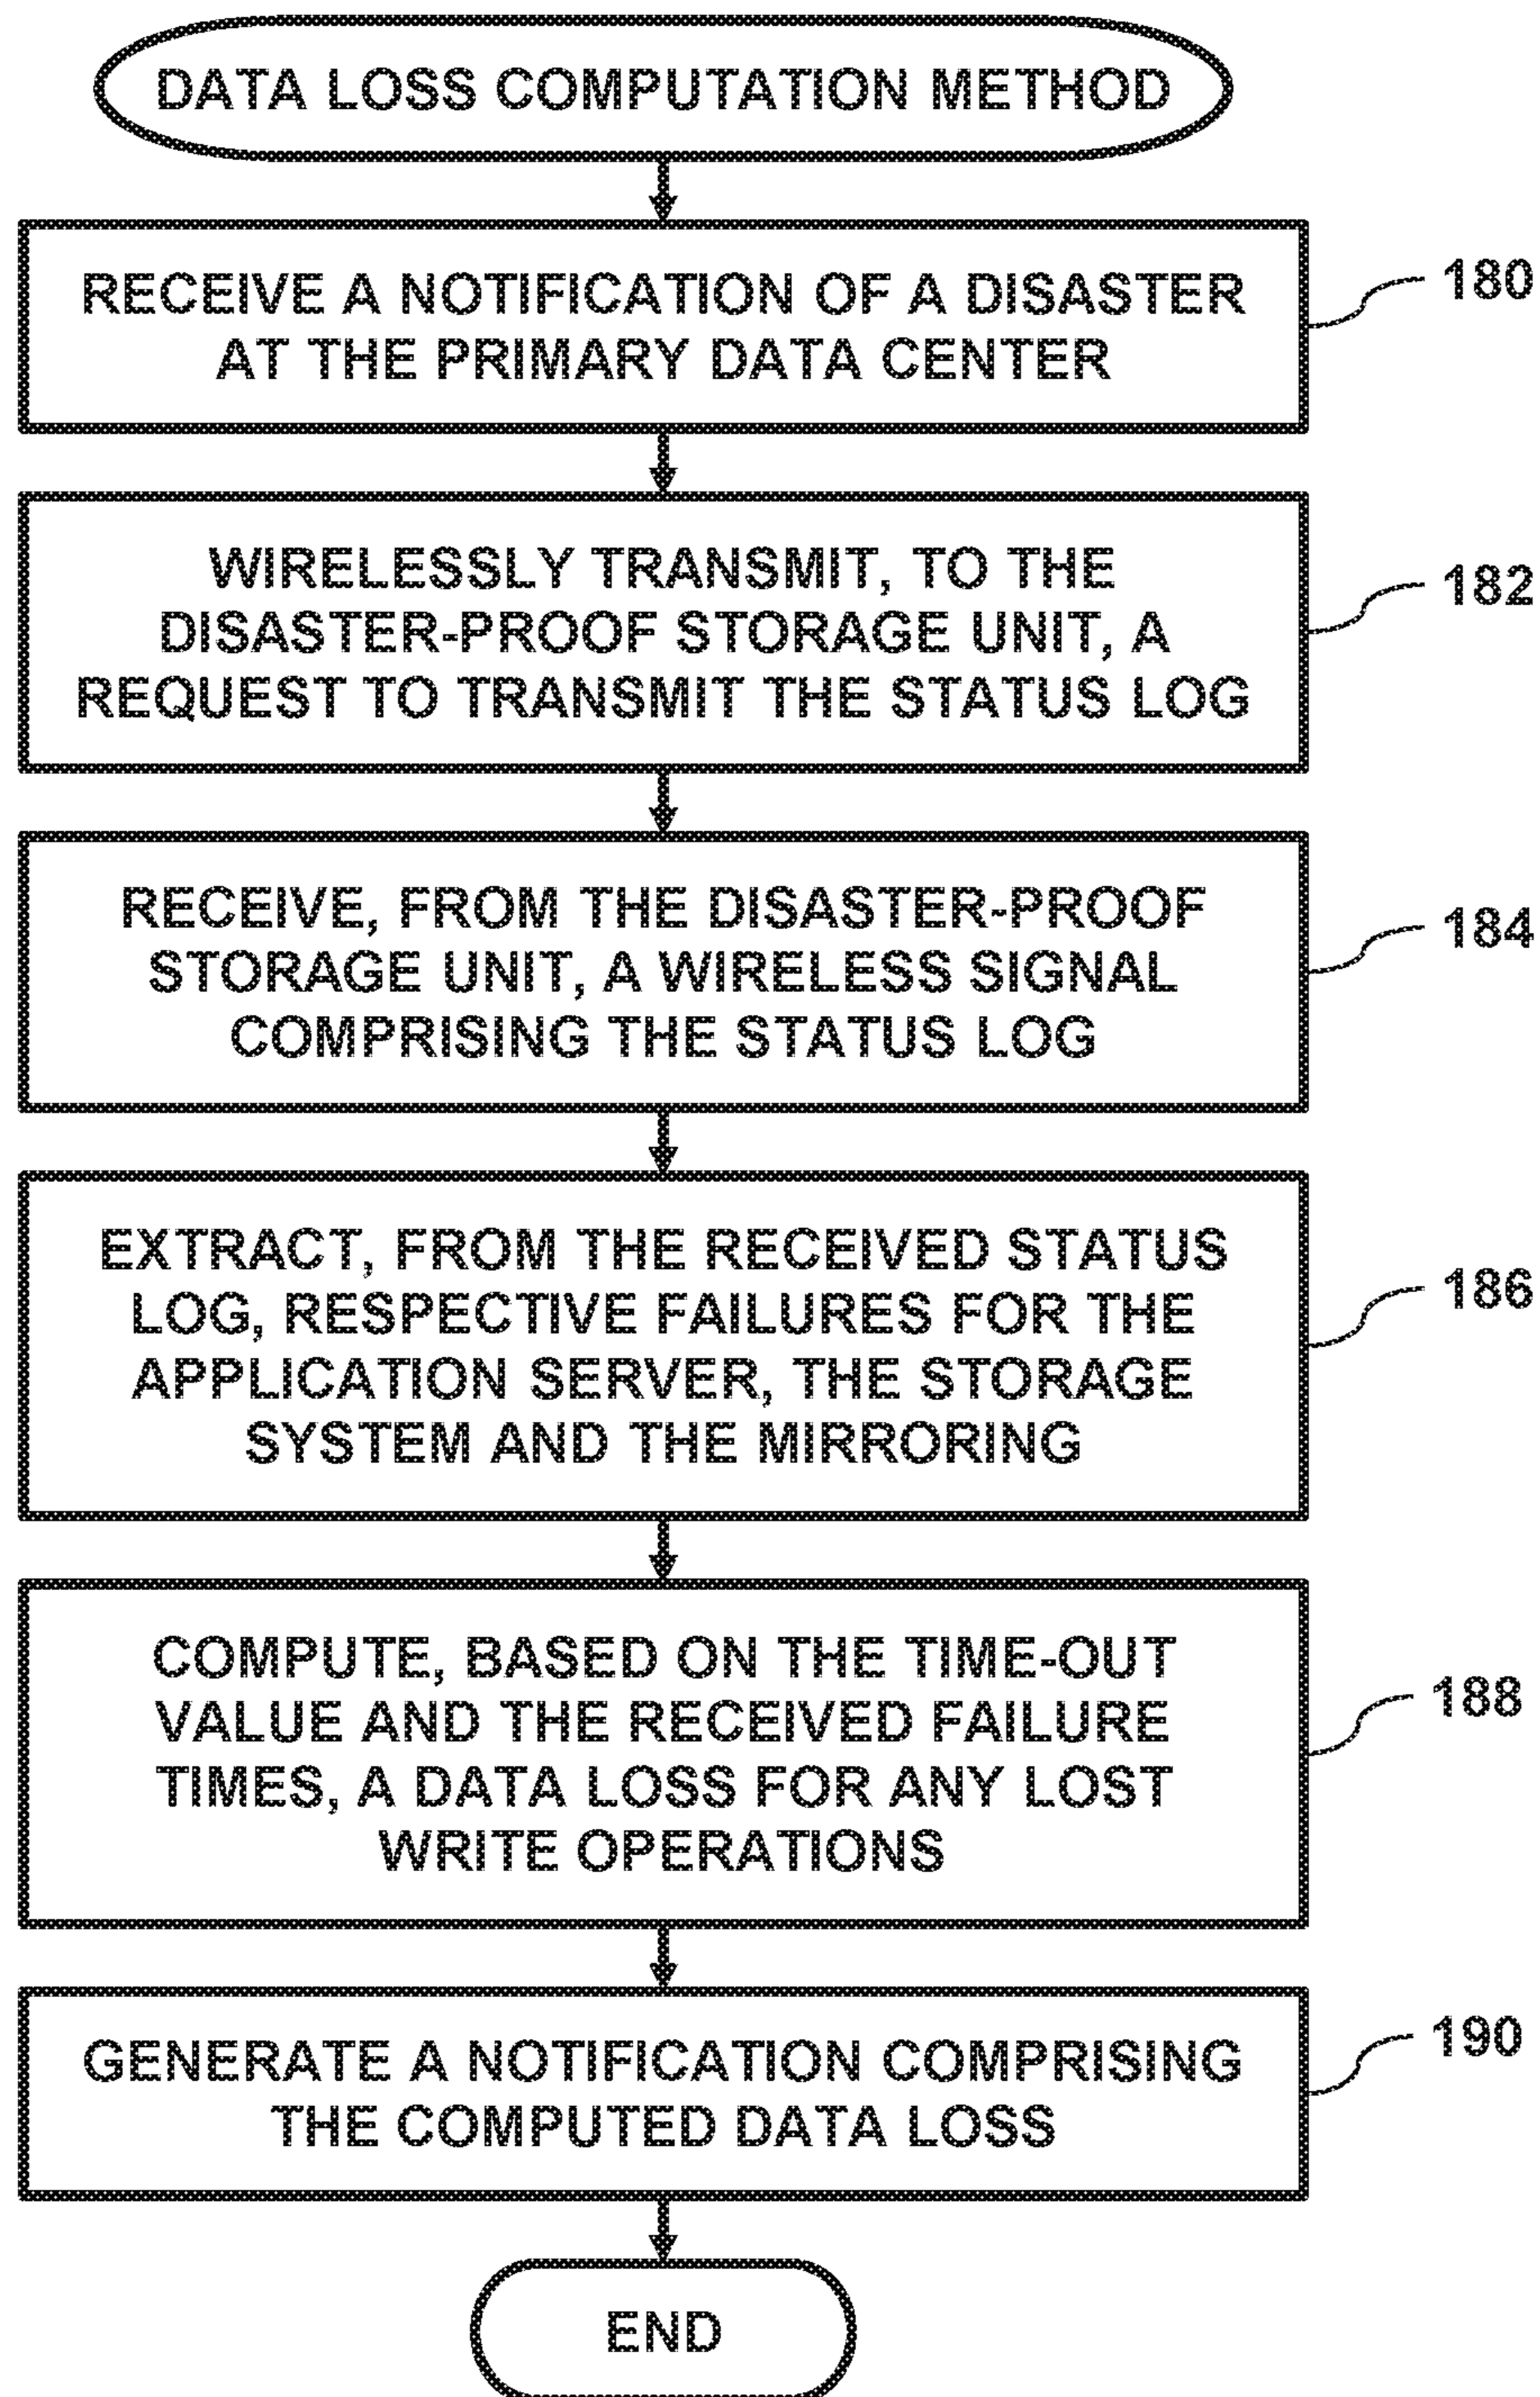 DATA LOSS COMPUTATION METHOD
RECEIVE A NOTIFICATION OF A DISASTER
AT THE PRIMARY DATA CENTER
180
WIRELESSLY TRANSMIT, TO THE
DISASTER-PROOF STORAGE UNIT, A
REQUEST TO TRANSMIT THE STATUS LOG
182
RECEIVE, FROM THE DISASTER-PROOF
STORAGE UNIT, A WIRELESS SIGNAL
COMPRISING THE STATUS LOG
184
EXTRACT, FROM THE RECEIVED STATUS
LOG, RESPECTIVE FAILURES FOR THE
APPLICATION SERVER, THE STORAGE
SYSTEM AND THE MIRRORING
186
COMPUTE, BASED ON THE TIME-OUT
VALUE AND THE RECEIVED FAILURE
TIMES, A DATA LOSS FOR ANY LOST
WRITE OPERATIONS
188
GENERATE A NOTIFICATION COMPRISING
THE COMPUTED DATA LOSS
190
END